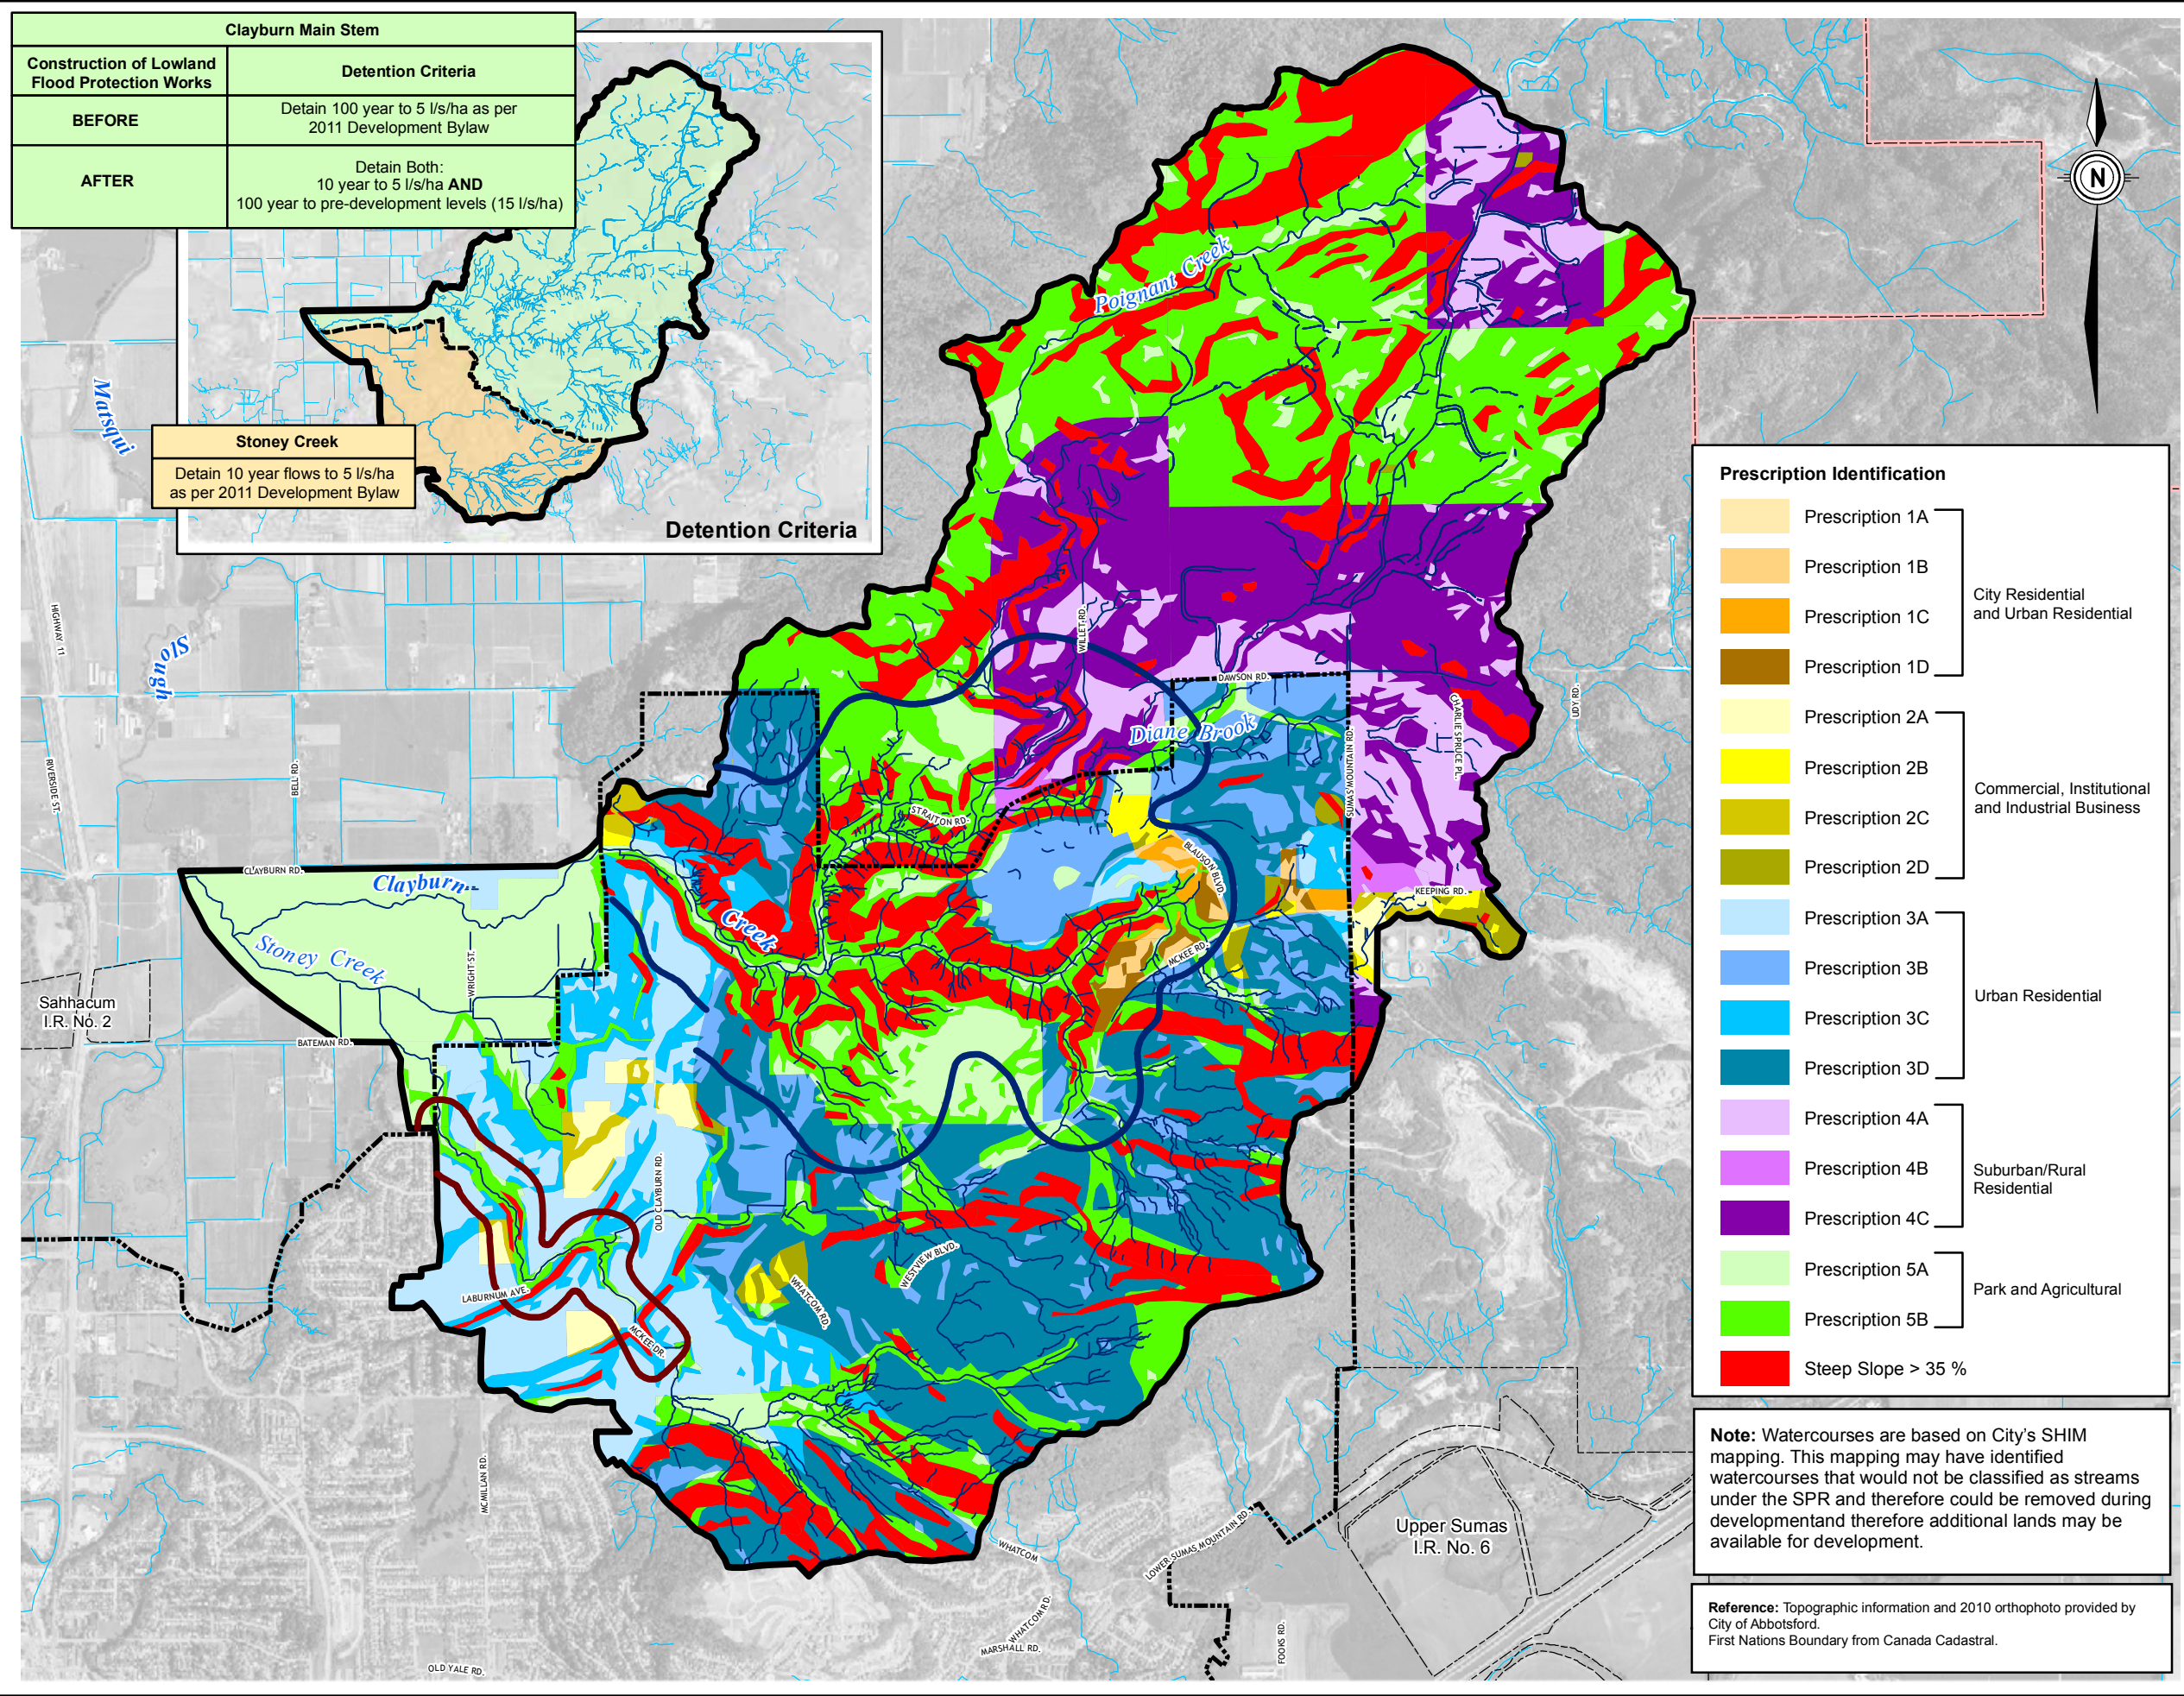 Clayburn Main Stem
Construction of Lowland
Flood Protection Works
Detention Criteria
BEFORE
Detain 100 year to 5 l/s/ha as per
2011 Development Bylaw
AFTER
Detain Both:
10 year to 5 l/s/ha AND
100 year to pre-development levels (15 l/s/ha)
Stoney Creek
Detain 10 year flows to 5 l/s/ha
as per 2011 Development Bylaw
Detention Criteria
N
Matsqui
Slough
HIGHWAY 11
RIVERSIDE ST.
BELL RD.
Poignant Creek
WILLET RD.
DAWSON RD.
Diane Brook
SUMAS MOUNTAIN RD.
CHARLIE SPRUCE PL.
UDY RD.
STRAITON RD.
BLAUSON BLVD.
KEEPING RD.
CLAYBURN RD.
Clayburn
Creek
Stoney Creek
WRIGHT ST.
MCKEE RD.
Sahhacum
I.R. No. 2
BATEMAN RD.
OLD CLAYBURN RD.
WESTVIEW BLVD.
WHATCOM RD.
LABURNUM AVE.
MCKEE DR.
MCMILLAN RD.
WHATCOM
WHATCOM RD.
MARSHALL RD.
LOWER SUMAS MOUNTAIN RD.
FOOKS RD.
OLD YALE RD.
Upper Sumas
I.R. No. 6
Prescription Identification
Prescription 1A
Prescription 1B
Prescription 1C
Prescription 1D
City Residential
and Urban Residential
Prescription 2A
Prescription 2B
Prescription 2C
Prescription 2D
Commercial, Institutional
and Industrial Business
Prescription 3A
Prescription 3B
Prescription 3C
Prescription 3D
Urban Residential
Prescription 4A
Prescription 4B
Prescription 4C
Suburban/Rural
Residential
Prescription 5A
Prescription 5B
Park and Agricultural
Steep Slope > 35 %
Note: Watercourses are based on City's SHIM
mapping. This mapping may have identified
watercourses that would not be classified as streams
under the SPR and therefore could be removed during
developmentand therefore additional lands may be
available for development.
Reference: Topographic information and 2010 orthophoto provided by
City of Abbotsford.
First Nations Boundary from Canada Cadastral.